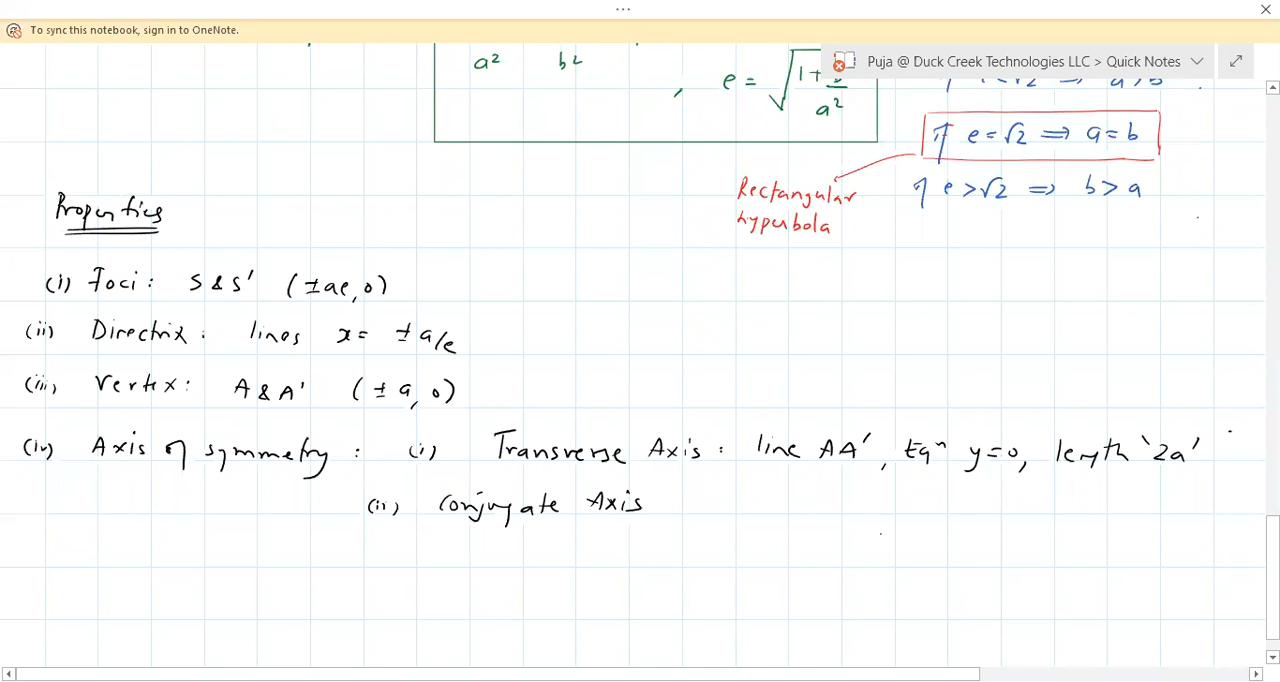 ...
To sync this notebook, sign in to OneNote.
Puja @ Duck Creek Technologies LLC > Quick Notes
a² b² , e = √1 + /a²
if e = √2 ⟹ a = b
Rectangular
hyperbola
if e > √2 ⟹ b > a
Properties
(i) Foci : S & S' (±ae, 0)
(ii) Directrix : lines x = ± a/e
(iii) Vertex : A & A' (± a, 0)
(iv) Axis of symmetry : (i) Transverse Axis : line AA', Eqⁿ y=0, length '2a'
(ii) Conjugate Axis